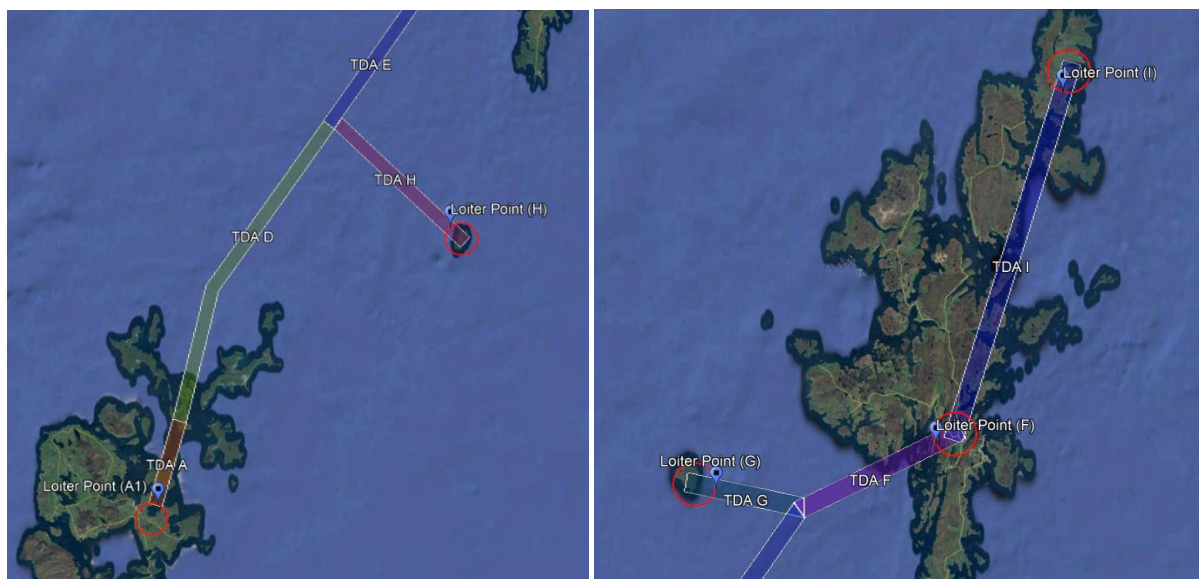 TDA E
TDA H
Loiter Point (H)
TDA D
TDA A
Loiter Point (A1)
Loiter Point (I)
TDA I
Loiter Point (F)
Loiter Point (G)
TDA F
TDA G